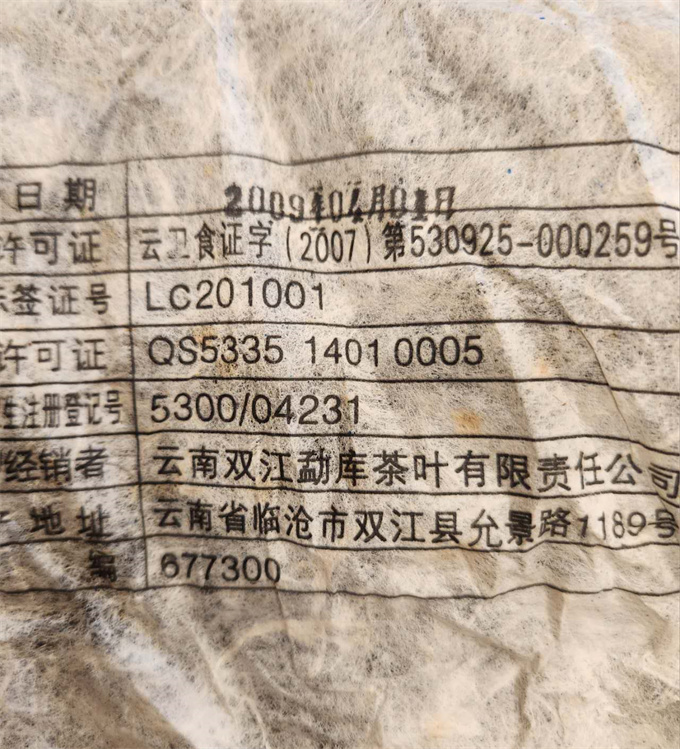 日期 2009年04月01日
许可证 云卫食证字(2007)第530925-000259号
签证号 LC201001
许可证 QS5335 1401 0005
生注册登记号 5300/04231
经销者 云南双江勐库茶叶有限责任公司
地址 云南省临沧市双江县允景路1189号
编 677300